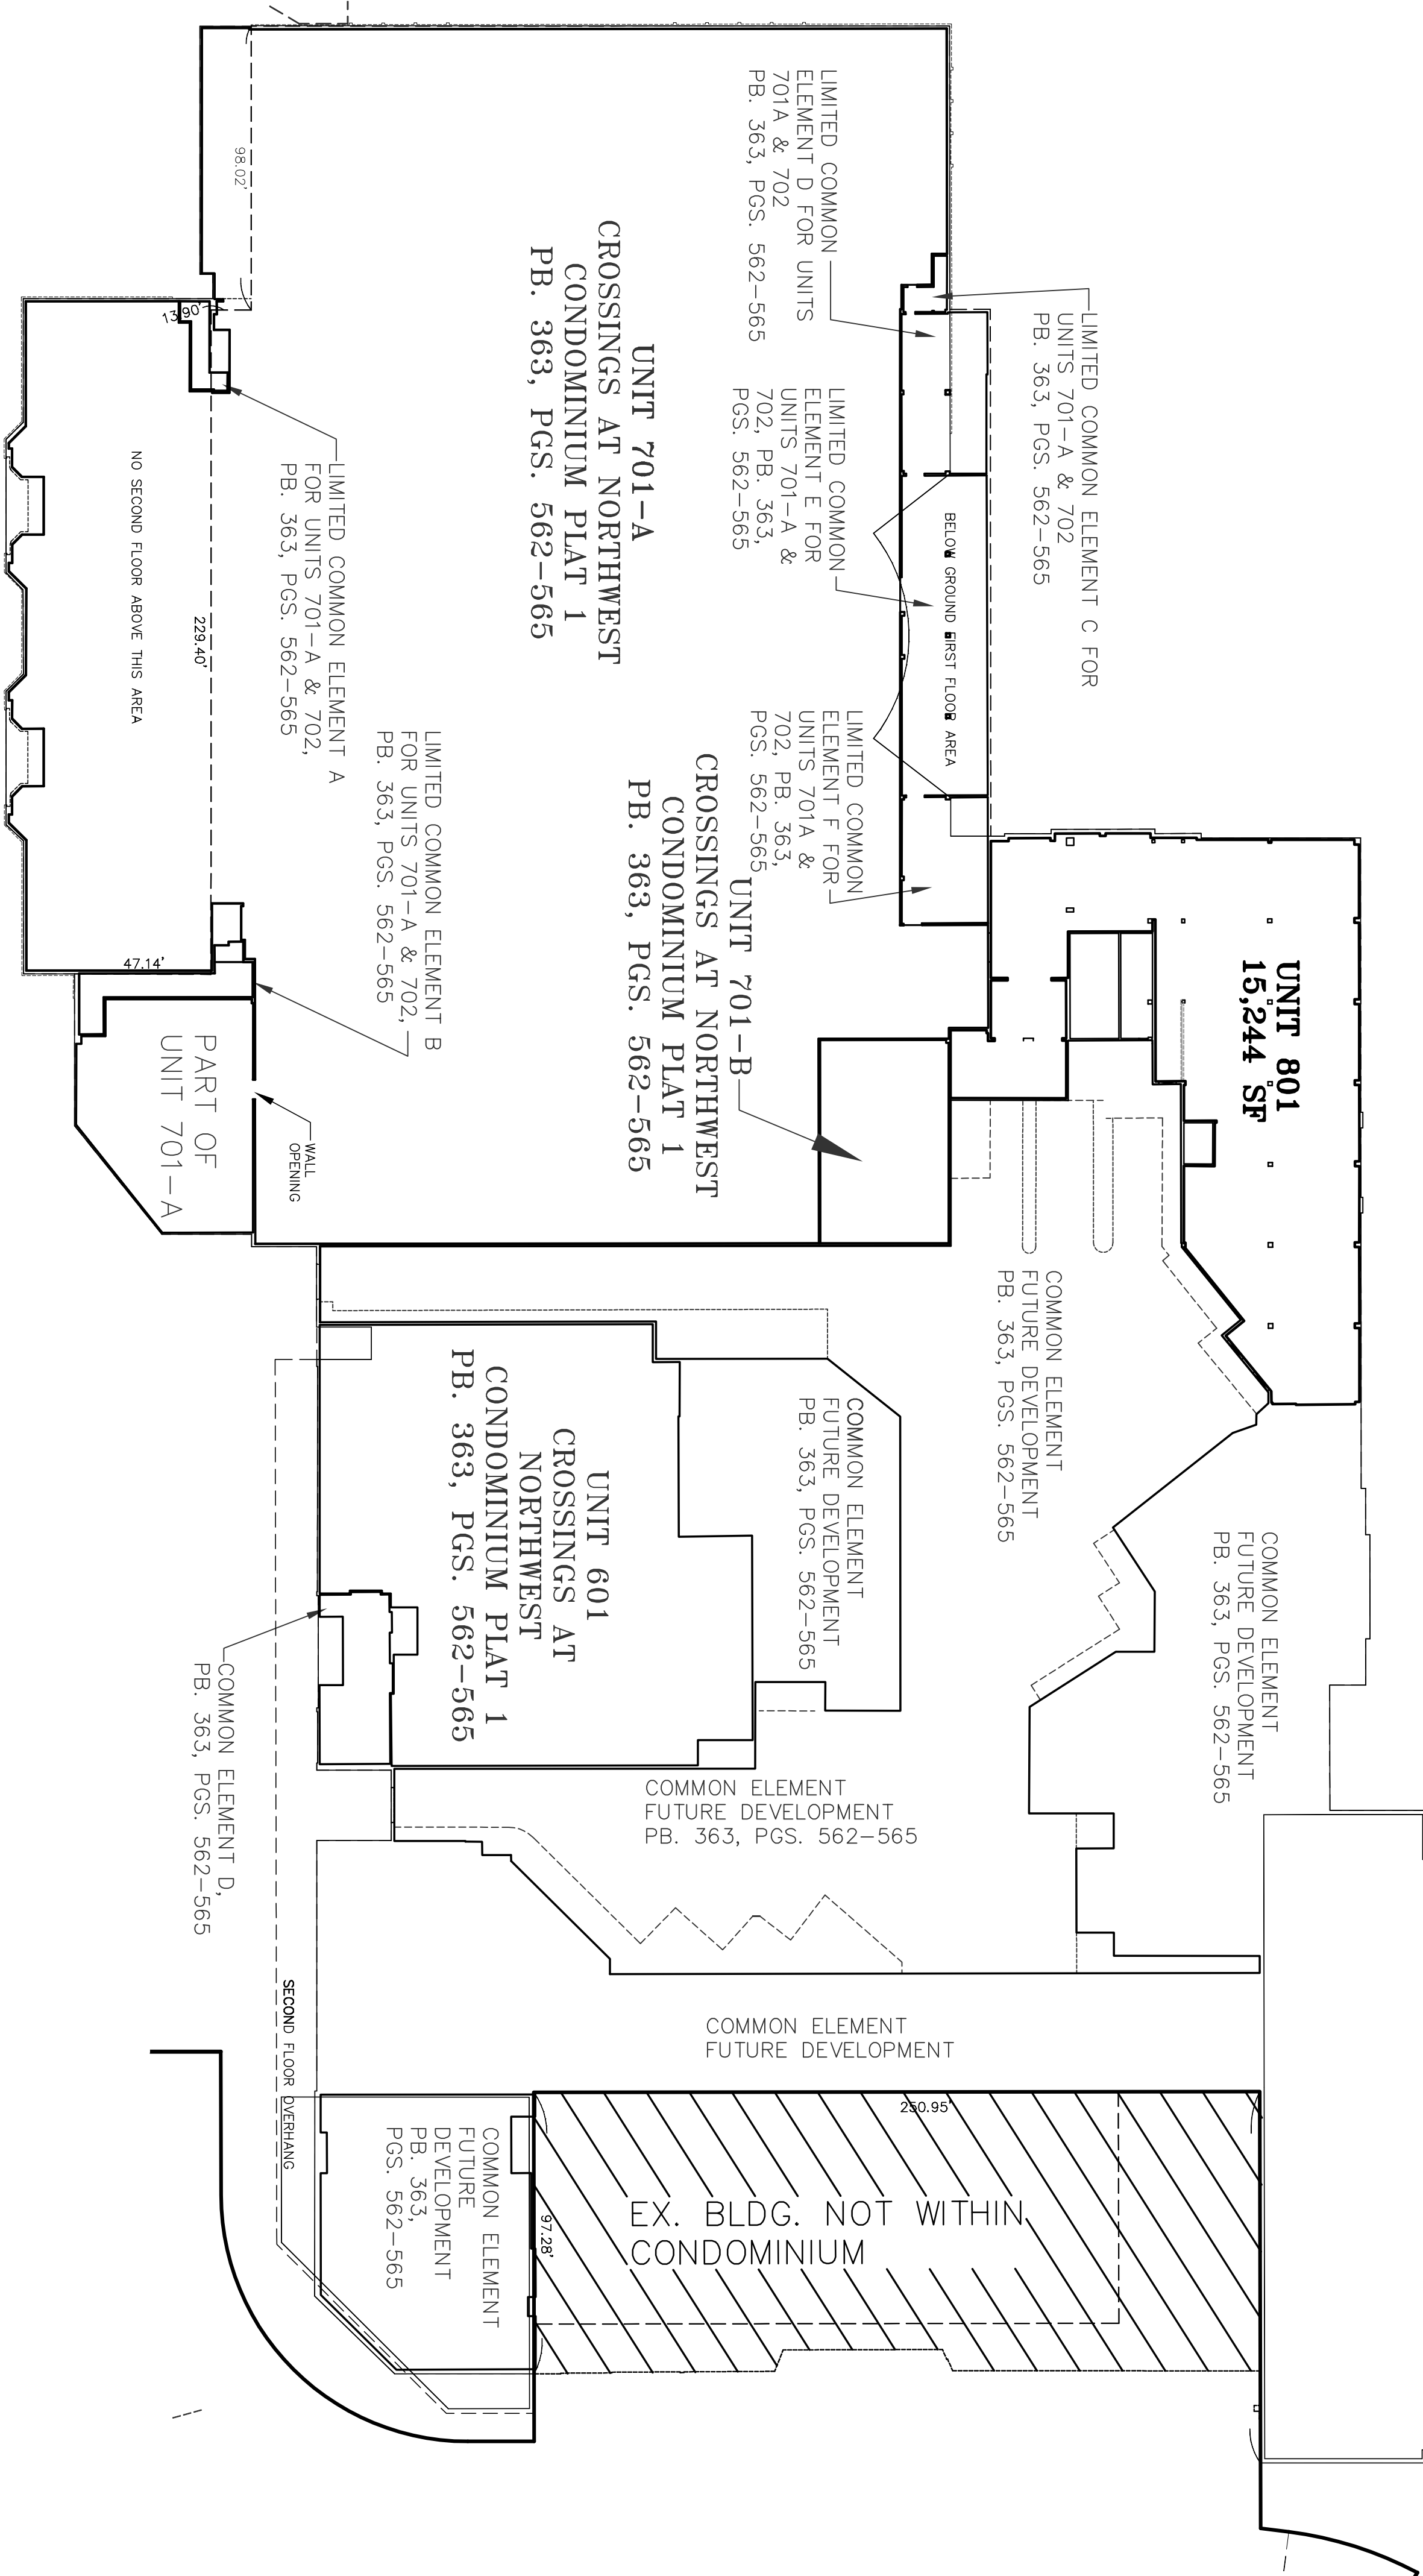 LIMITED COMMON ELEMENT C FOR
UNITS 701-A & 702
PB. 363, PGS. 562-565
LIMITED COMMON
ELEMENT D FOR UNITS
701A & 702
PB. 363, PGS. 562-565
LIMITED COMMON
ELEMENT E FOR
UNITS 701-A &
702, PB. 363,
PGS. 562-565
BELOW GROUND FIRST FLOOR AREA
LIMITED COMMON
ELEMENT F FOR
UNITS 701A &
702, PB. 363,
PGS. 562-565
UNIT 801
15,244 SF
UNIT 701-A
CROSSINGS AT NORTHWEST
CONDOMINIUM PLAT 1
PB. 363, PGS. 562-565
UNIT 701-B
CROSSINGS AT NORTHWEST
CONDOMINIUM PLAT 1
PB. 363, PGS. 562-565
98.02'
13.90'
LIMITED COMMON ELEMENT A
FOR UNITS 701-A & 702,
PB. 363, PGS. 562-565
LIMITED COMMON ELEMENT B
FOR UNITS 701-A & 702,
PB. 363, PGS. 562-565
229.40'
NO SECOND FLOOR ABOVE THIS AREA
47.14'
WALL
OPENING
PART OF
UNIT 701-A
COMMON ELEMENT
FUTURE DEVELOPMENT
PB. 363, PGS. 562-565
COMMON ELEMENT
FUTURE DEVELOPMENT
PB. 363, PGS. 562-565
COMMON ELEMENT
FUTURE DEVELOPMENT
PB. 363, PGS. 562-565
UNIT 601
CROSSINGS AT
NORTHWEST
CONDOMINIUM PLAT 1
PB. 363, PGS. 562-565
COMMON ELEMENT D,
PB. 363, PGS. 562-565
COMMON ELEMENT
FUTURE DEVELOPMENT
PB. 363, PGS. 562-565
COMMON ELEMENT
FUTURE DEVELOPMENT
SECOND FLOOR OVERHANG
COMMON ELEMENT
FUTURE
DEVELOPMENT
PB. 363,
PGS. 562-565
250.95'
97.28'
EX. BLDG. NOT WITHIN
CONDOMINIUM